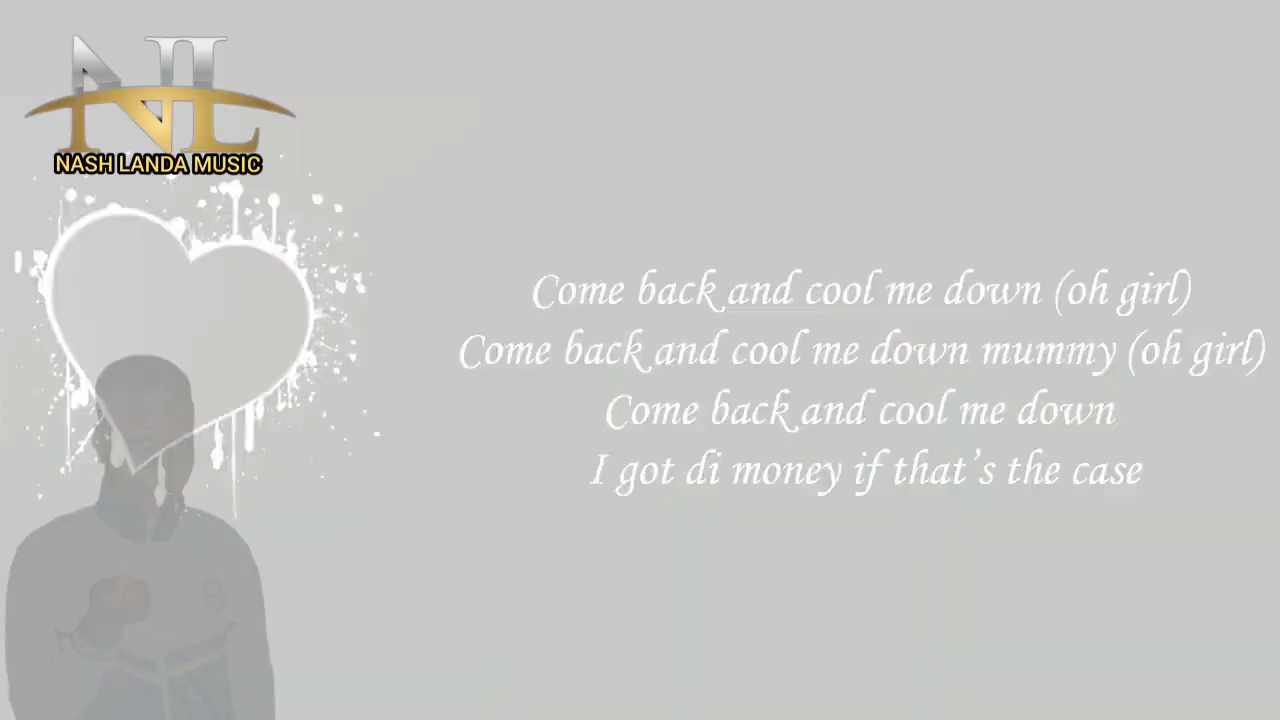 NL
NASH LANDA MUSIC
Come back and cool me down (oh girl)
Come back and cool me down mummy (oh girl)
Come back and cool me down
I got di money if that’s the case